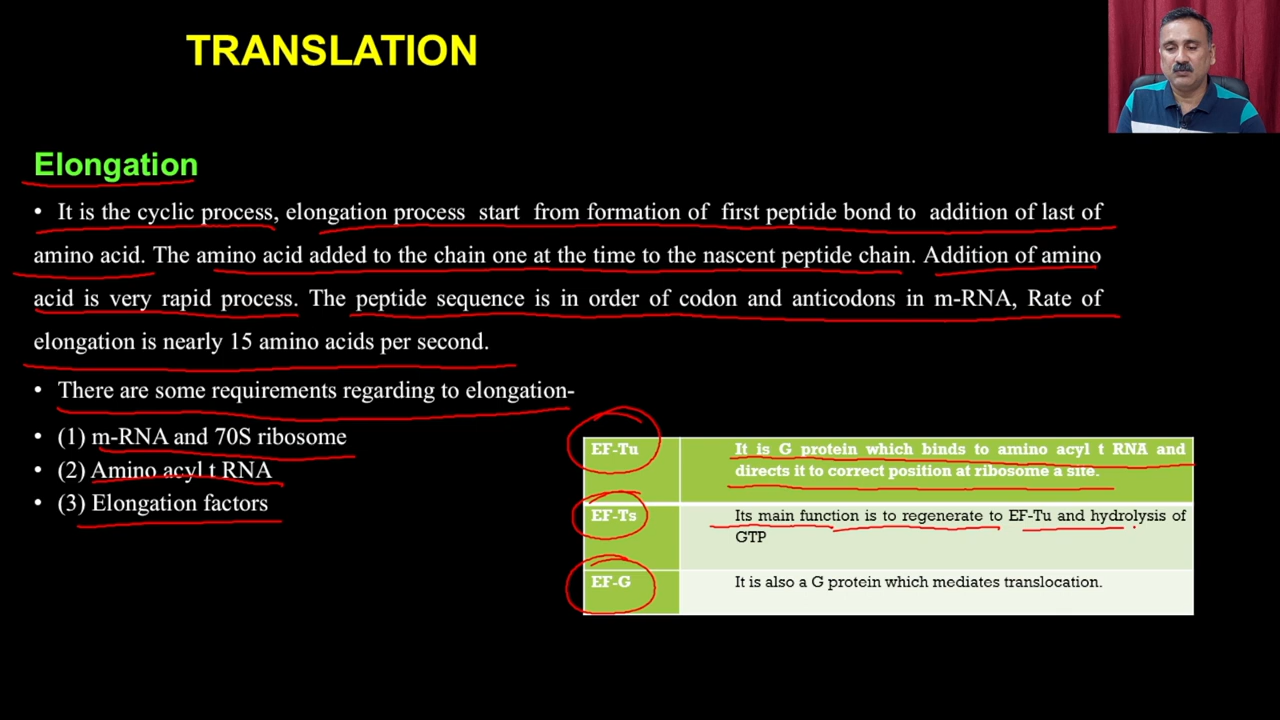 TRANSLATION
Elongation
• It is the cyclic process, elongation process start from formation of first peptide bond to addition of last of
amino acid. The amino acid added to the chain one at the time to the nascent peptide chain. Addition of amino
acid is very rapid process. The peptide sequence is in order of codon and anticodons in m-RNA, Rate of
elongation is nearly 15 amino acids per second.
• There are some requirements regarding to elongation-
• (1) m-RNA and 70S ribosome
• (2) Amino acyl t RNA
• (3) Elongation factors
EF-Tu It is G protein which binds to amino acyl t RNA and
directs it to correct position at ribosome a site.
EF-Ts Its main function is to regenerate to EF-Tu and hydrolysis of
GTP
EF-G It is also a G protein which mediates translocation.